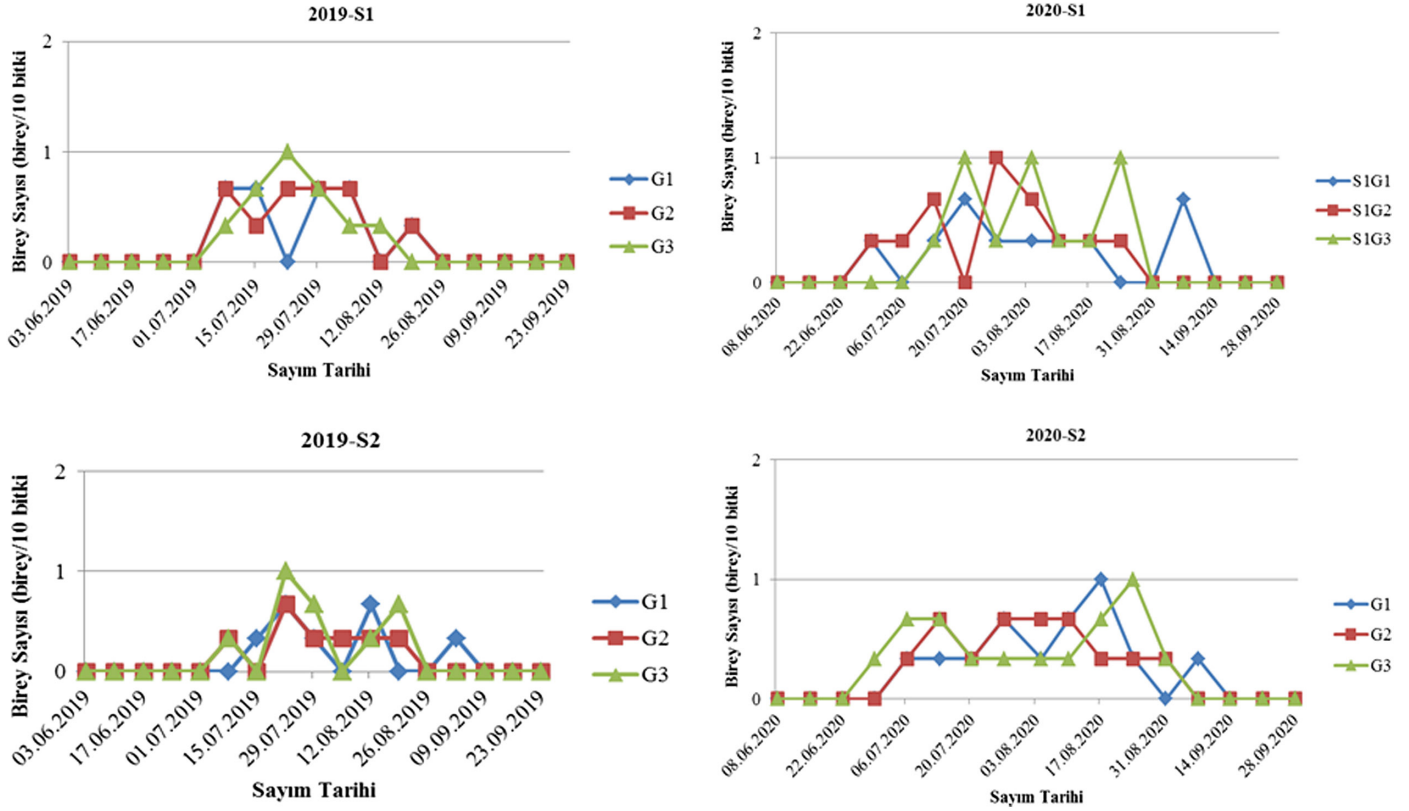 2019-S1
Birey Sayısı (birey/10 bitki
2
1
0
03.06.2019
17.06.2019
01.07.2019
15.07.2019
29.07.2019
12.08.2019
26.08.2019
09.09.2019
23.09.2019
Sayım Tarihi
G1
G2
G3
2020-S1
Birey Sayısı (birey/10 bitki
2
1
0
08.06.2020
22.06.2020
06.07.2020
20.07.2020
03.08.2020
17.08.2020
31.08.2020
14.09.2020
28.09.2020
Sayım Tarihi
S1G1
S1G2
S1G3
2019-S2
Birey Sayısı (birey/10 bitki
2
1
0
03.06.2019
17.06.2019
01.07.2019
15.07.2019
29.07.2019
12.08.2019
26.08.2019
09.09.2019
23.09.2019
Sayım Tarihi
G1
G2
G3
2020-S2
Birey Sayısı (birey/10 bitki
2
1
0
08.06.2020
22.06.2020
06.07.2020
20.07.2020
03.08.2020
17.08.2020
31.08.2020
14.09.2020
28.09.2020
Sayım Tarihi
G1
G2
G3